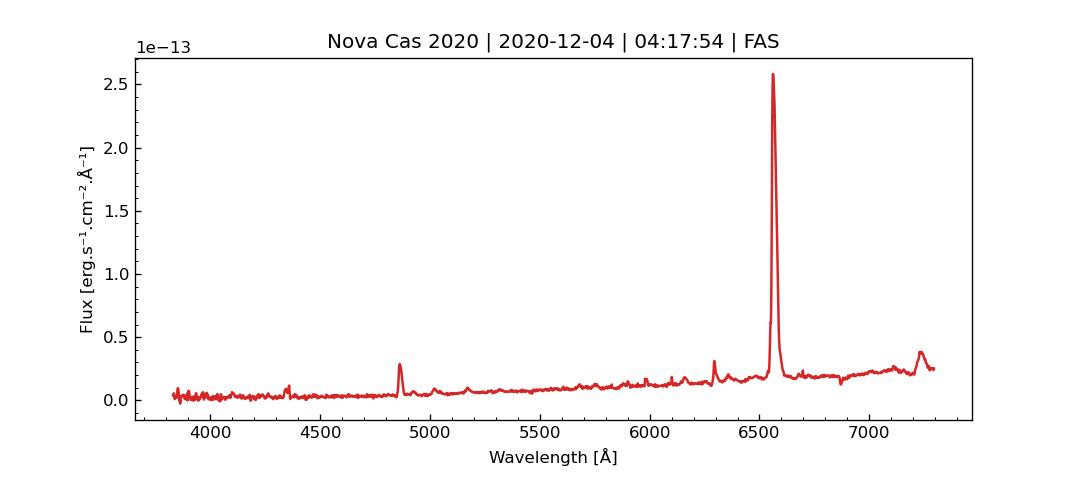 Nova Cas 2020 | 2020-12-04 | 04:17:54 | FAS
1e−13
2.5
2.0
1.5
1.0
0.5
0.0
Flux [erg.s⁻¹.cm⁻².Å⁻¹]
4000 4500 5000 5500 6000 6500 7000
Wavelength [Å]